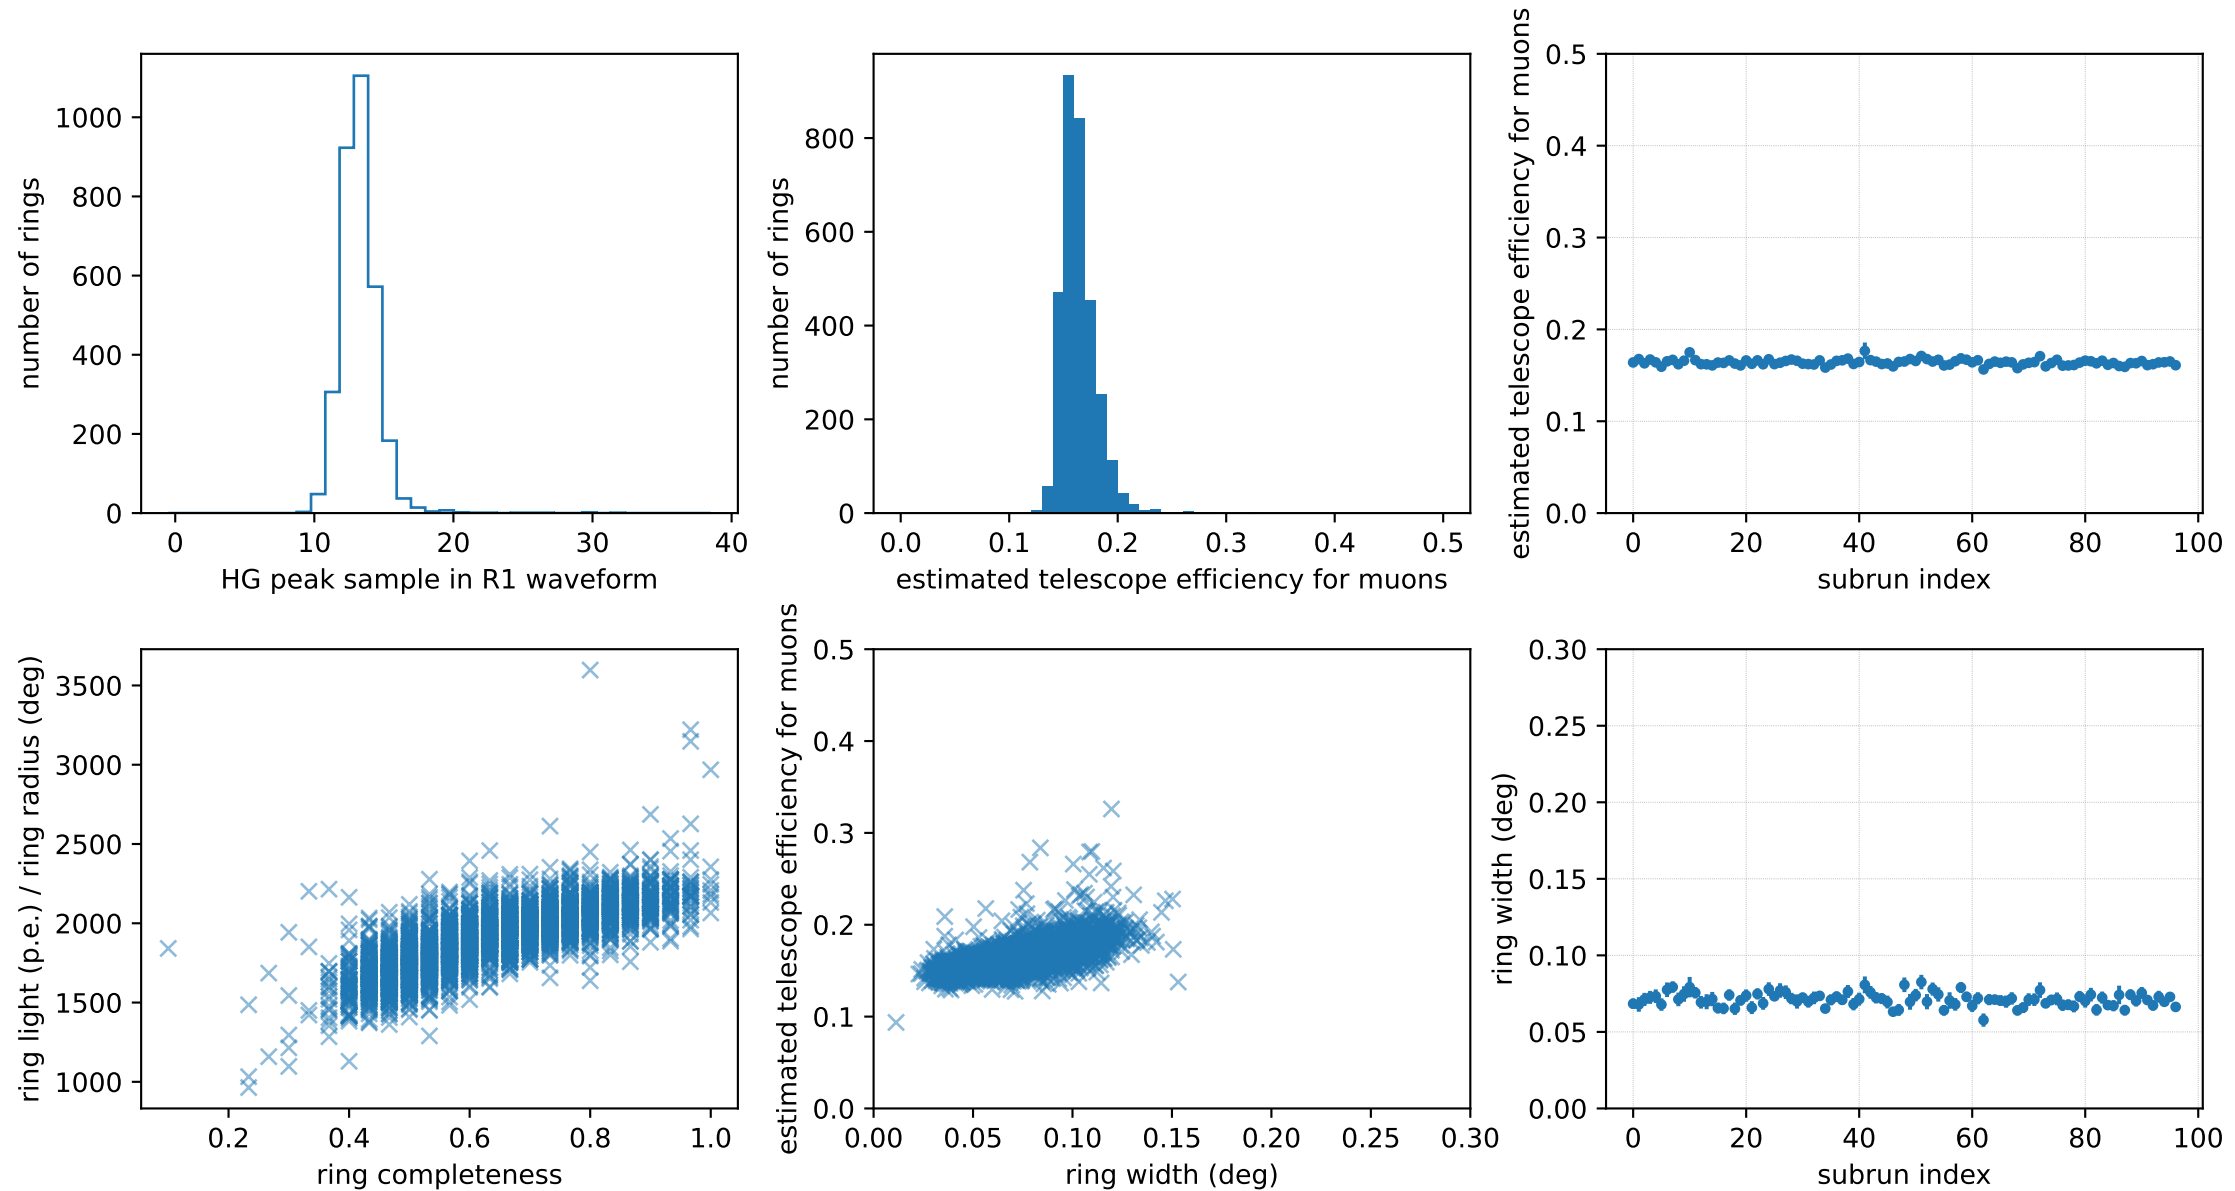 number of rings
1000
800
600
400
200
0
0 10 20 30 40
HG peak sample in R1 waveform
number of rings
800
600
400
200
0
0.0 0.1 0.2 0.3 0.4 0.5
estimated telescope efficiency for muons
estimated telescope efficiency for muons
0.5
0.4
0.3
0.2
0.1
0.0
0 20 40 60 80 100
subrun index
ring light (p.e.) / ring radius (deg)
3500
3000
2500
2000
1500
1000
0.2 0.4 0.6 0.8 1.0
ring completeness
estimated telescope efficiency for muons
0.5
0.4
0.3
0.2
0.1
0.0
0.00 0.05 0.10 0.15 0.20 0.25 0.30
ring width (deg)
ring width (deg)
0.30
0.25
0.20
0.15
0.10
0.05
0.00
0 20 40 60 80 100
subrun index